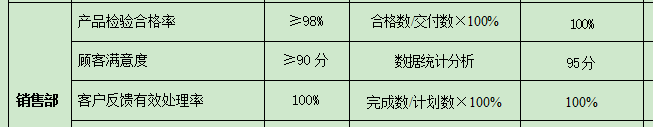 产品检验合格率 ≥98% 合格数/交付数×100% 100%
顾客满意度 ≥90 分 数据统计分析 95分
销售部 客户反馈有效处理率 100% 完成数/计划数×100% 100%